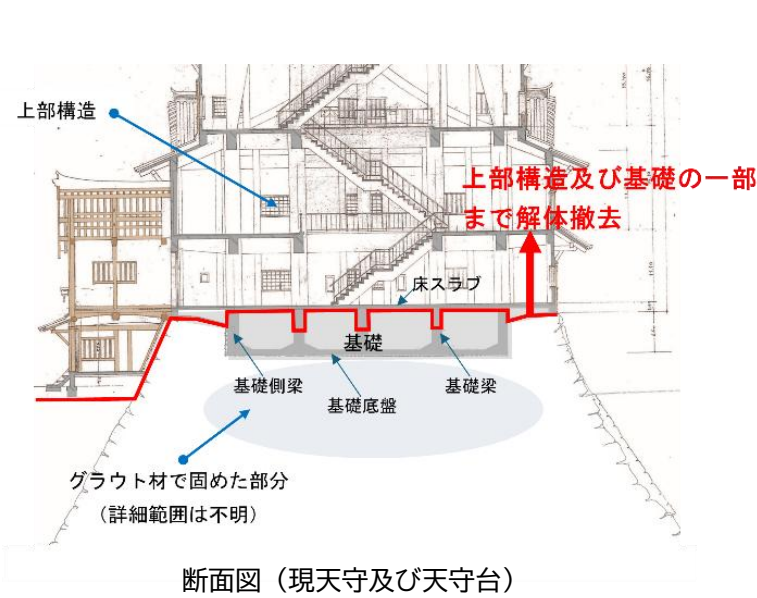 上部構造
上部構造及び基礎の一部
まで解体撤去
床スラブ
基礎
基礎側梁
基礎底盤
基礎梁
グラウト材で固めた部分
（詳細範囲は不明）
断面図（現天守及び天守台）